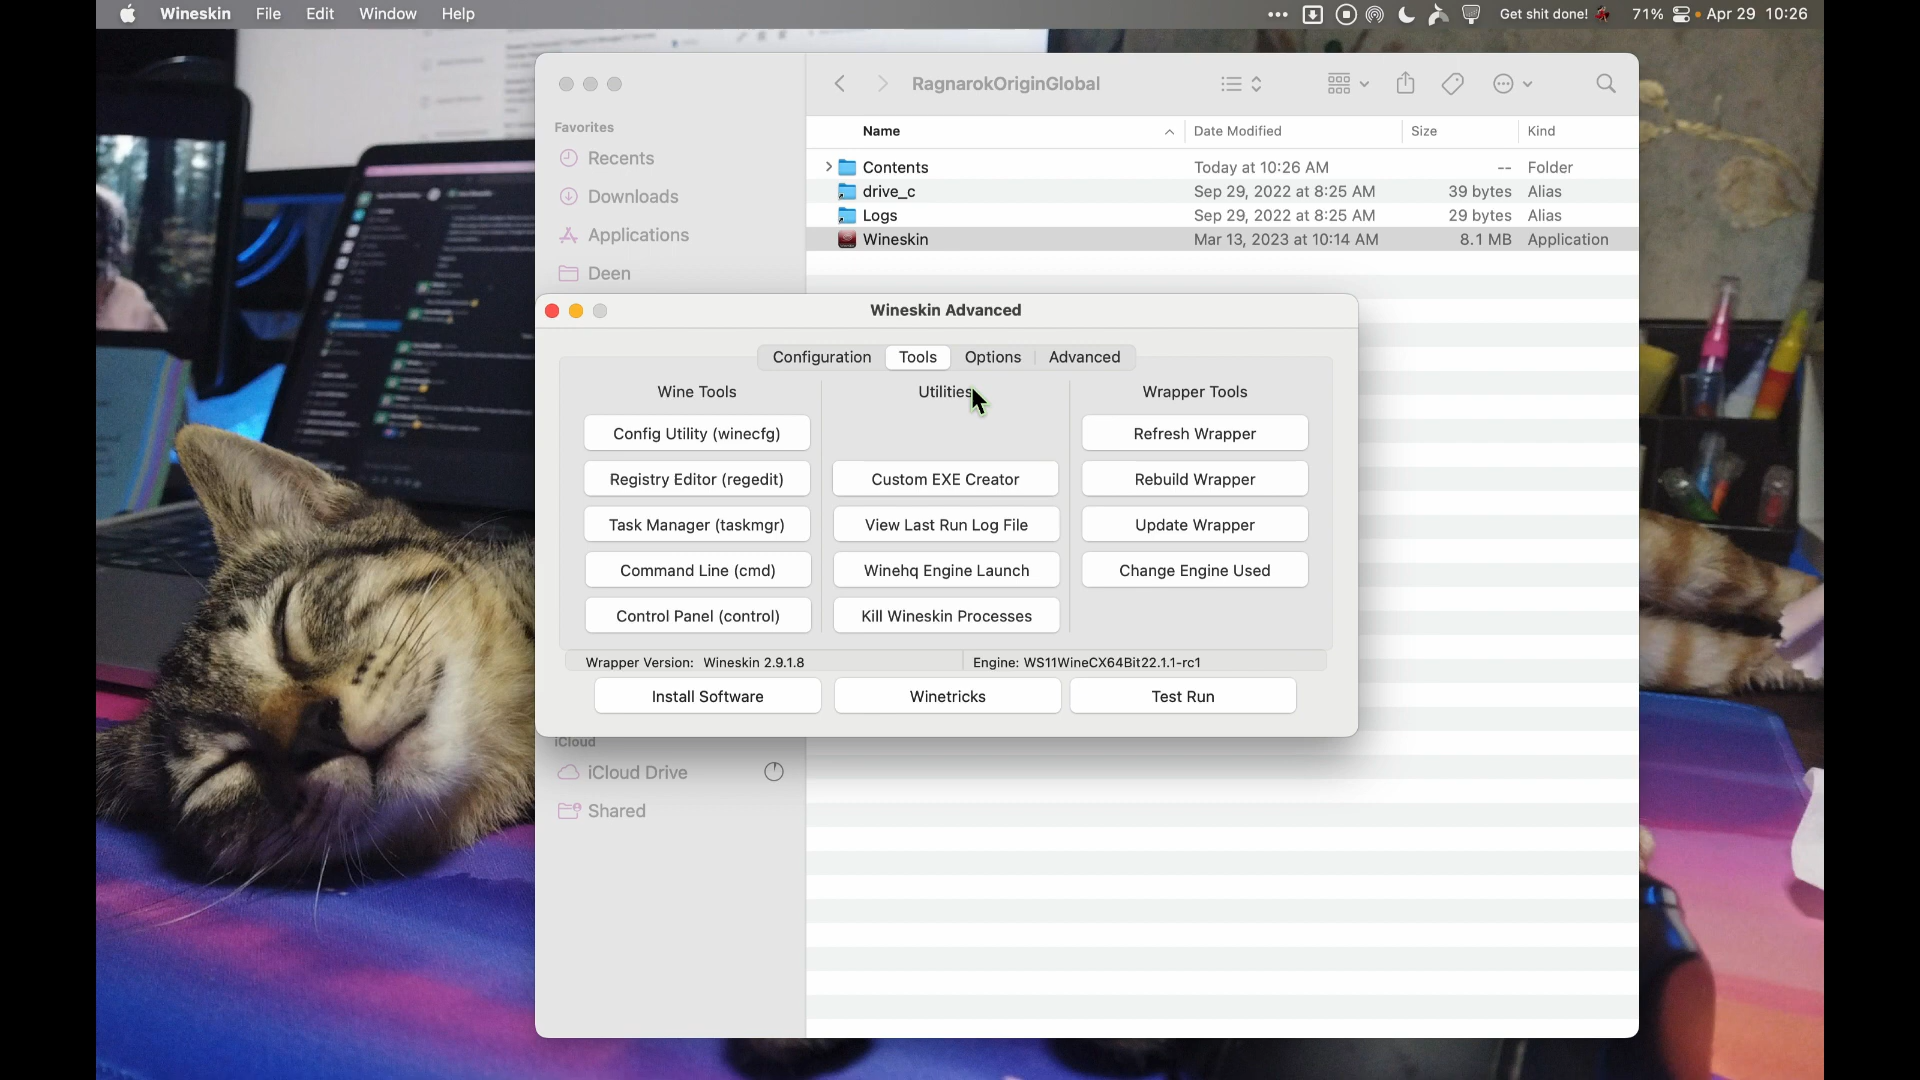 Wineskin File Edit Window Help
Get shit done! 71% Apr 29 10:26
RagnarokOriginGlobal
Favorites
Recents
Downloads
Applications
Deen
Name Date Modified Size Kind
Contents Today at 10:26 AM -- Folder
drive_c Sep 29, 2022 at 8:25 AM 39 bytes Alias
Logs Sep 29, 2022 at 8:25 AM 29 bytes Alias
Wineskin Mar 13, 2023 at 10:14 AM 8.1 MB Application
Wineskin Advanced
Configuration Tools Options Advanced
Wine Tools Utilities Wrapper Tools
Config Utility (winecfg) Refresh Wrapper
Registry Editor (regedit) Custom EXE Creator Rebuild Wrapper
Task Manager (taskmgr) View Last Run Log File Update Wrapper
Command Line (cmd) Winehq Engine Launch Change Engine Used
Control Panel (control) Kill Wineskin Processes
Wrapper Version: Wineskin 2.9.1.8 Engine: WS11WineCX64Bit22.1.1-rc1
Install Software Winetricks Test Run
iCloud
iCloud Drive
Shared